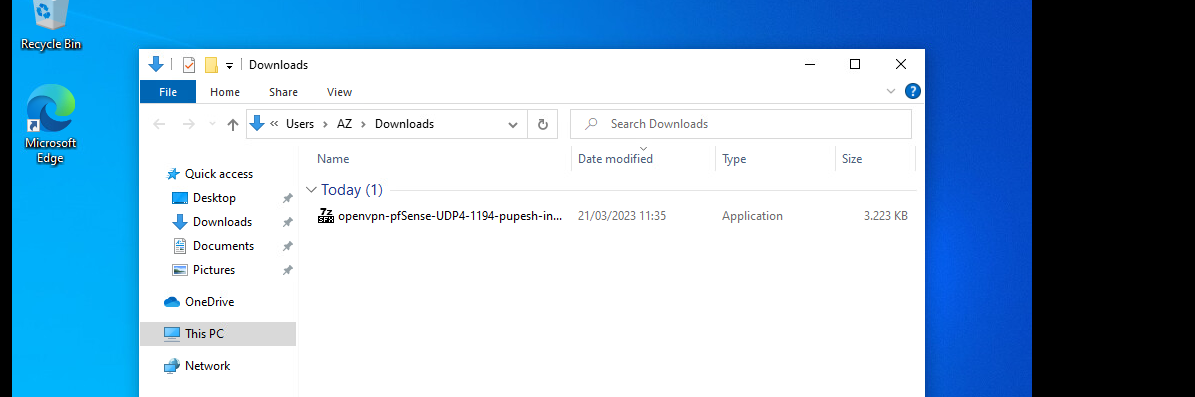 Recycle Bin
Microsoft
Edge
Downloads
File Home Share View
« Users > AZ > Downloads
Search Downloads
Name Date modified Type Size
Quick access
Desktop
Downloads
Documents
Pictures
OneDrive
This PC
Network
Today (1)
7z
SFX
openvpn-pfSense-UDP4-1194-pupesh-in... 21/03/2023 11:35 Application 3.223 KB